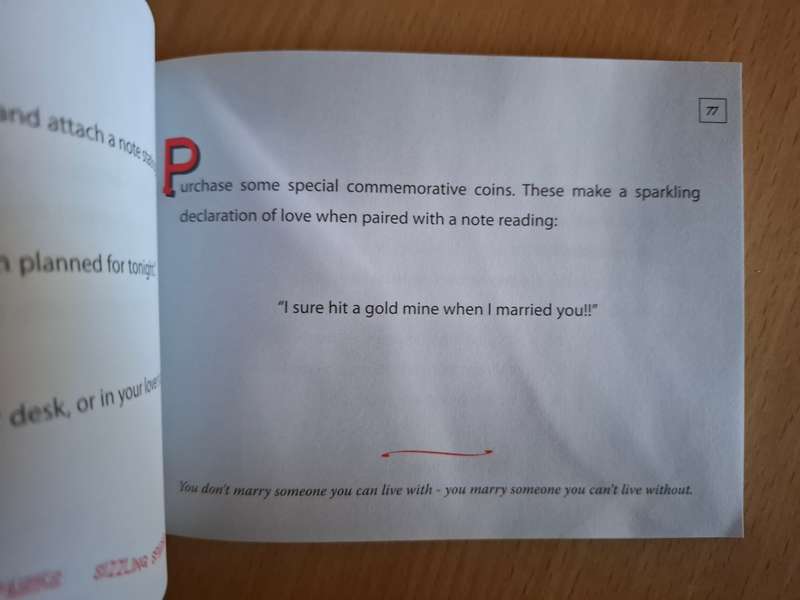 and attach a note
planned for tonight
desk, or in your love
SIZZLING
77
Purchase some special commemorative coins. These make a sparkling
declaration of love when paired with a note reading:
“I sure hit a gold mine when I married you!!”
You don't marry someone you can live with - you marry someone you can't live without.